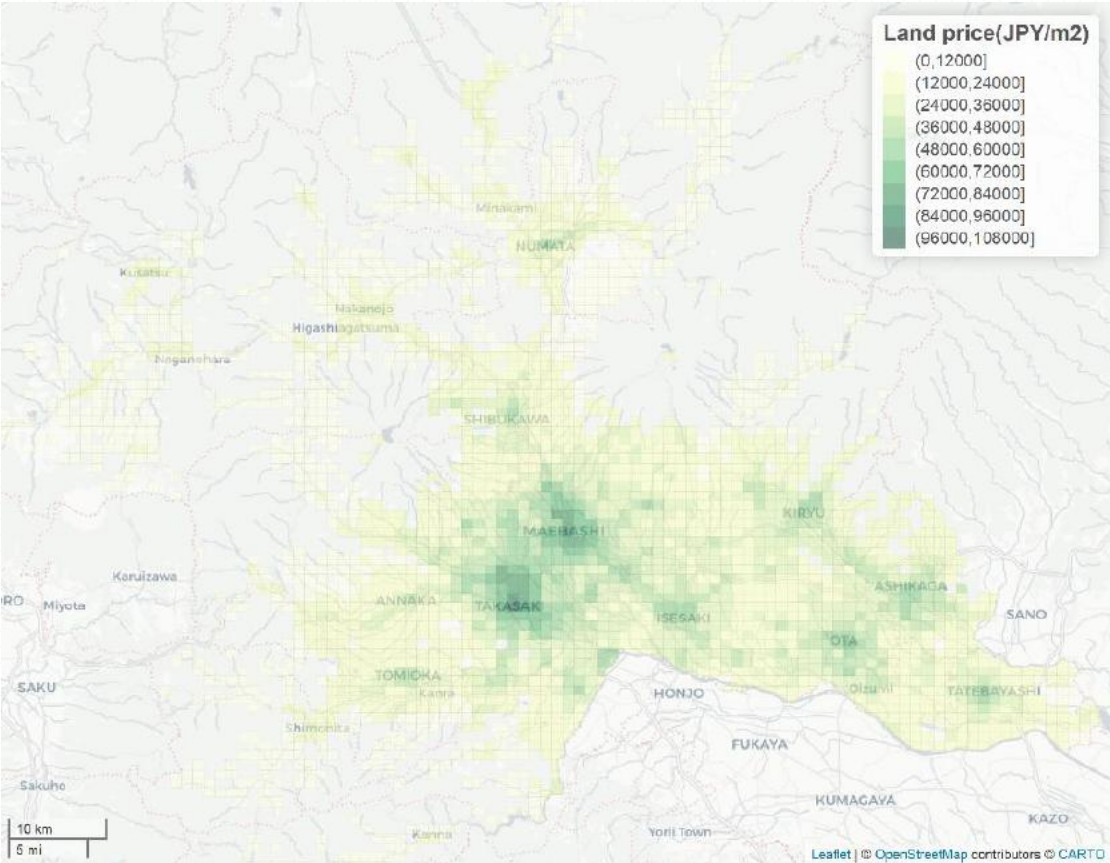 Land price(JPY/m2)
(0,12000]
(12000,24000]
(24000,36000]
(36000,48000]
(48000,60000]
(60000,72000]
(72000,84000]
(84000,96000]
(96000,108000]
Minakami
NUMATA
Kusatsu
Nakanojo
Higashiagatsuma
Naganohara
SHIBUKAWA
KIRYU
MAEBASHI
Karuizawa
ASHIKAGA
ORO
Miyota
ANNAKA
TAKASAK
ISESAKI
SANO
OTA
TOMIOKA
SAKU
Kanra
HONJO
Oizumi
TATEBAYASHI
Shimonita
FUKAYA
Sakuho
KUMAGAYA
KAZO
10 km
5 mi
Kanna
Yorii Town
Leaflet | © OpenStreetMap contributors © CARTO